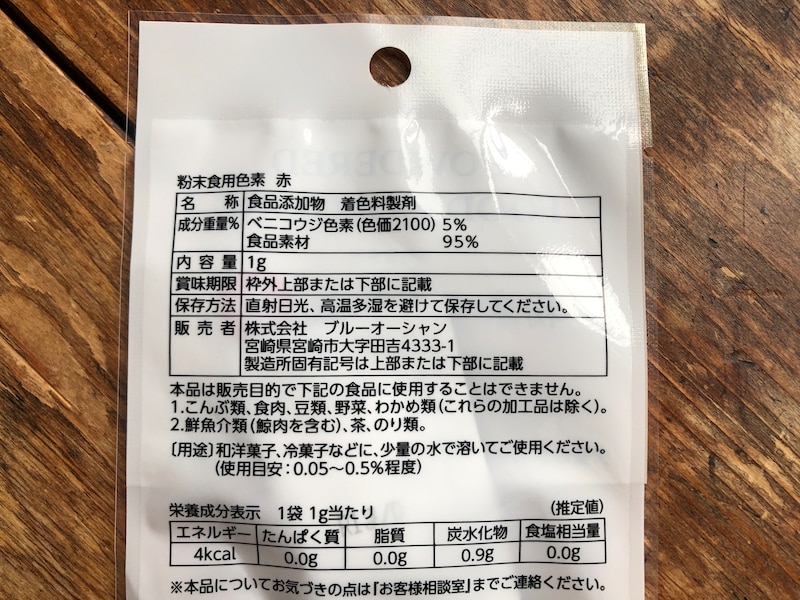 粉末食用色素 赤
名称 食品添加物 着色料製剤
成分重量% ベニコウジ色素(色価2100) 5%
食品素材 95%
内容量 1g
賞味期限 枠外上部または下部に記載
保存方法 直射日光、高温多湿を避けて保存してください。
販売者 株式会社 ブルーオーシャン
宮崎県宮崎市大字田吉4333-1
製造所固有記号は上部または下部に記載
本品は販売目的で下記の食品に使用することはできません。
1.こんぶ類、食肉、豆類、野菜、わかめ類(これらの加工品は除く)。
2.鮮魚介類(鯨肉を含む)、茶、のり類。
〔用途〕和洋菓子、冷菓子などに、少量の水で溶いてご使用ください。
(使用目安:0.05〜0.5%程度)
栄養成分表示 1袋 1g当たり (推定値)
エネルギー たんぱく質 脂質 炭水化物 食塩相当量
4kcal 0.0g 0.0g 0.9g 0.0g
※本品についてお気づきの点は「お客様相談室」までご連絡ください。